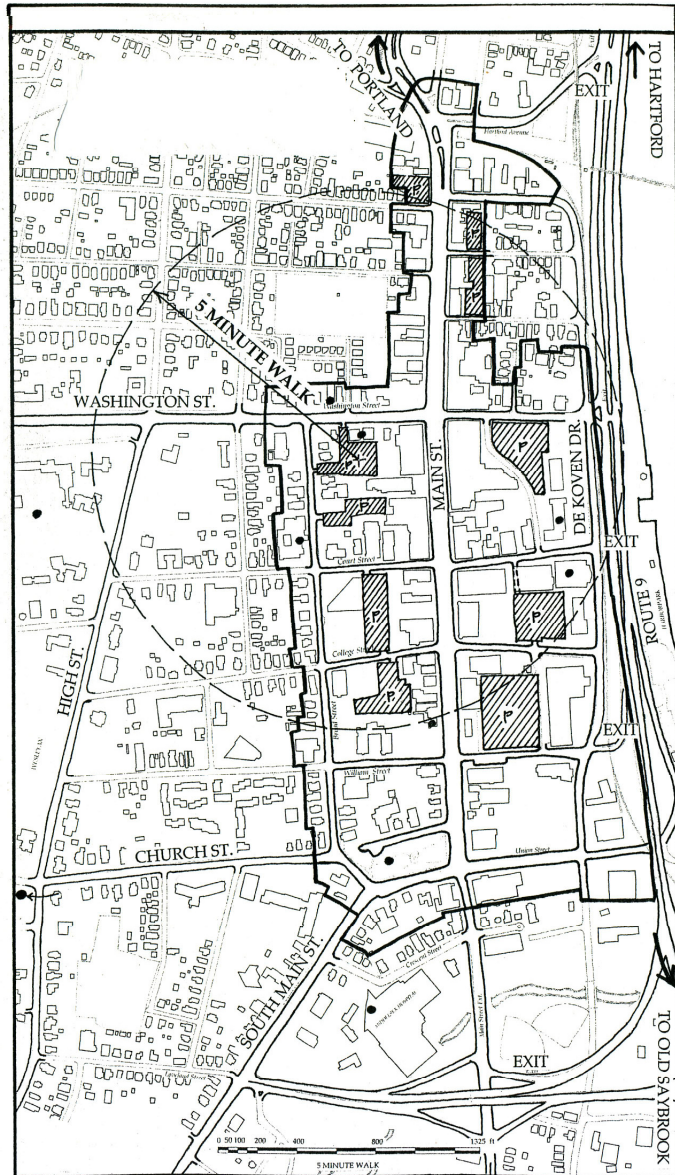 TO PORTLAND
TO HARTFORD
EXIT
Hartford Avenue
P
P
P
5 MINUTE WALK
WASHINGTON ST.
Washington Street
MAIN ST.
DE KOVEN DR.
P
P
P
Court Street
EXIT
ROUTE 9
P
P
HIGH ST.
College St
P
P
Broad Street
EXIT
WESLEYAN
William Street
CHURCH ST.
Union Street
SOUTH MAIN ST.
Crescent Street
Main Street Ext.
EXIT
TO OLD SAYBROOK
0 50 100 200 400 800 1325 ft
5 MINUTE WALK